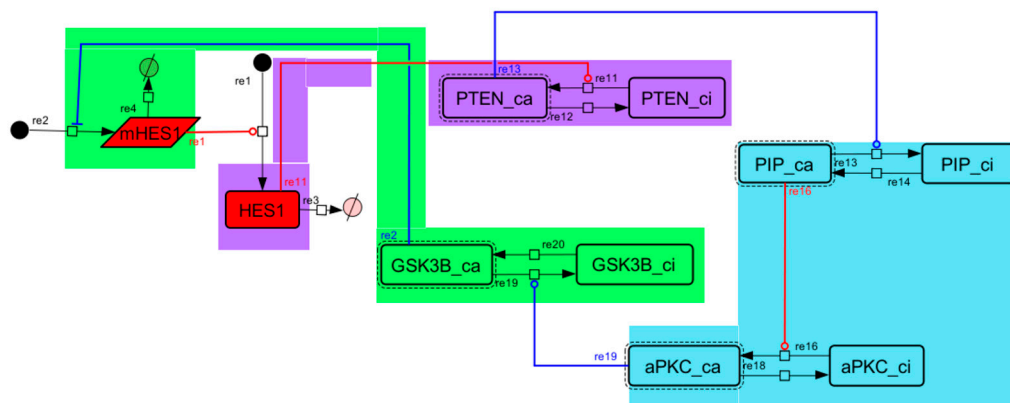 re13
re11
PTEN_ca
PTEN_ci
re12
re1
re2
re4
mHES1
re1
re11
HES1
re3
PIP_ca
re13
PIP_ci
re14
re16
re2
GSK3B_ca
re20
GSK3B_ci
re19
re19
aPKC_ca
re16
re18
aPKC_ci